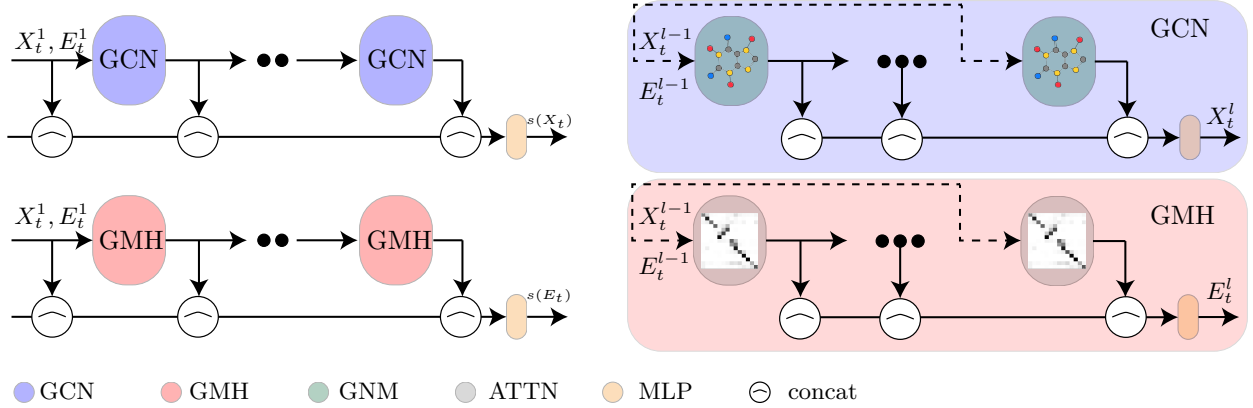 X_t^1, E_t^1
GCN
GCN
s(X_t)
X_t^{l-1}
E_t^{l-1}
GCN
X_t^l
X_t^1, E_t^1
GMH
GMH
s(E_t)
X_t^{l-1}
E_t^{l-1}
GMH
E_t^l
GCN GMH GNM ATTN MLP concat